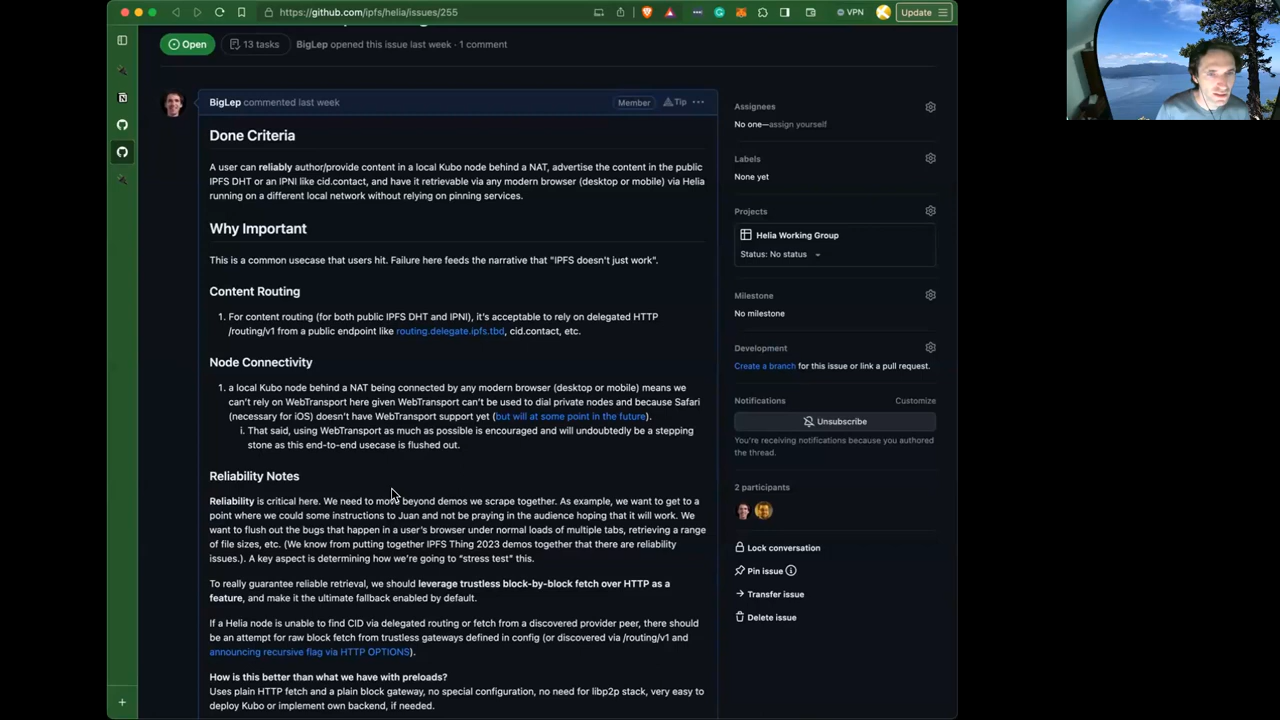 https://github.com/ipfs/helia/issues/255
VPN
Update
Open
13 tasks
BigLep opened this issue last week · 1 comment
BigLep commented last week
Member
Tip
Done Criteria
A user can reliably author/provide content in a local Kubo node behind a NAT, advertise the content in the public
IPFS DHT or an IPNI like cid.contact, and have it retrievable via any modern browser (desktop or mobile) via Helia
running on a different local network without relying on pinning services.
Why Important
This is a common usecase that users hit. Failure here feeds the narrative that "IPFS doesn't just work".
Content Routing
1. For content routing (for both public IPFS DHT and IPNI), it's acceptable to rely on delegated HTTP
/routing/v1 from a public endpoint like routing.delegate.ipfs.tbd, cid.contact, etc.
Node Connectivity
1. a local Kubo node behind a NAT being connected by any modern browser (desktop or mobile) means we
can't rely on WebTransport here given WebTransport can't be used to dial private nodes and because Safari
(necessary for iOS) doesn't have WebTransport support yet (but will at some point in the future).
i. That said, using WebTransport as much as possible is encouraged and will undoubtedly be a stepping
stone as this end-to-end usecase is flushed out.
Reliability Notes
Reliability is critical here. We need to move beyond demos we scrape together. As example, we want to get to a
point where we could some instructions to Juan and not be praying in the audience hoping that it will work. We
want to flush out the bugs that happen in a user's browser under normal loads of multiple tabs, retrieving a range
of file sizes, etc. (We know from putting together IPFS Thing 2023 demos together that there are reliability
issues.). A key aspect is determining how we're going to "stress test" this.
To really guarantee reliable retrieval, we should leverage trustless block-by-block fetch over HTTP as a
feature, and make it the ultimate fallback enabled by default.
If a Helia node is unable to find CID via delegated routing or fetch from a discovered provider peer, there should
be an attempt for raw block fetch from trustless gateways defined in config (or discovered via /routing/v1 and
announcing recursive flag via HTTP OPTIONS).
How is this better than what we have with preloads?
Uses plain HTTP fetch and a plain block gateway, no special configuration, no need for libp2p stack, very easy to
deploy Kubo or implement own backend, if needed.
Assignees
No one—assign yourself
Labels
None yet
Projects
Helia Working Group
Status: No status
Milestone
No milestone
Development
Create a branch for this issue or link a pull request.
Notifications
Customize
Unsubscribe
You're receiving notifications because you authored
the thread.
2 participants
Lock conversation
Pin issue
Transfer issue
Delete issue